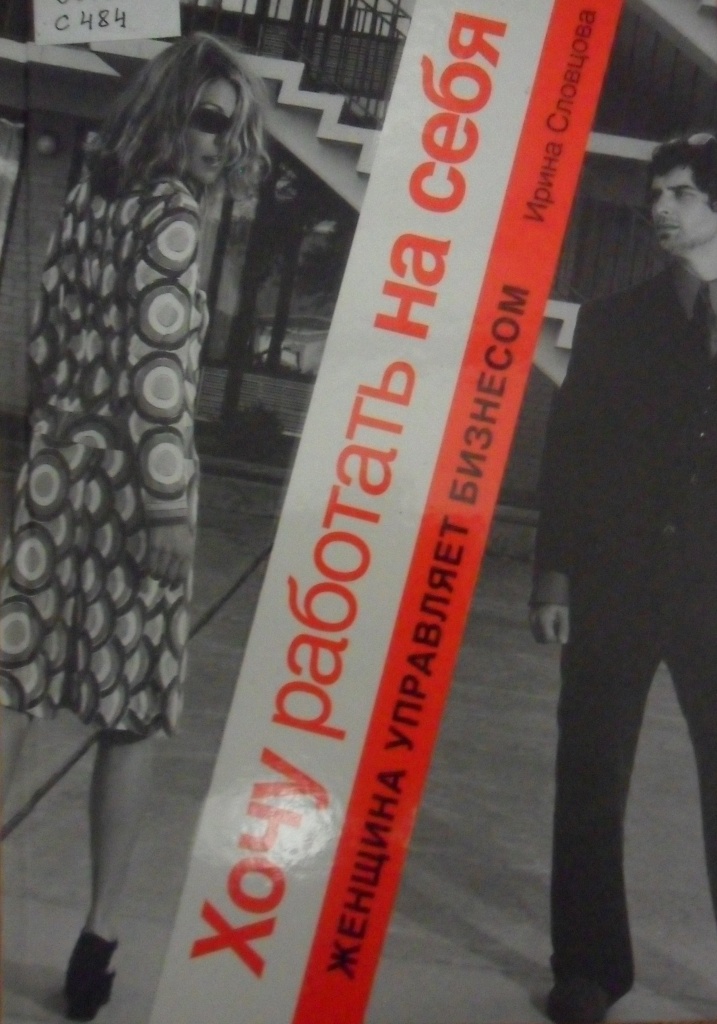 С 484
Хочу работать на себя
ЖЕНЩИНА УПРАВЛЯЕТ БИЗНЕСОМ
Ирина Словцова